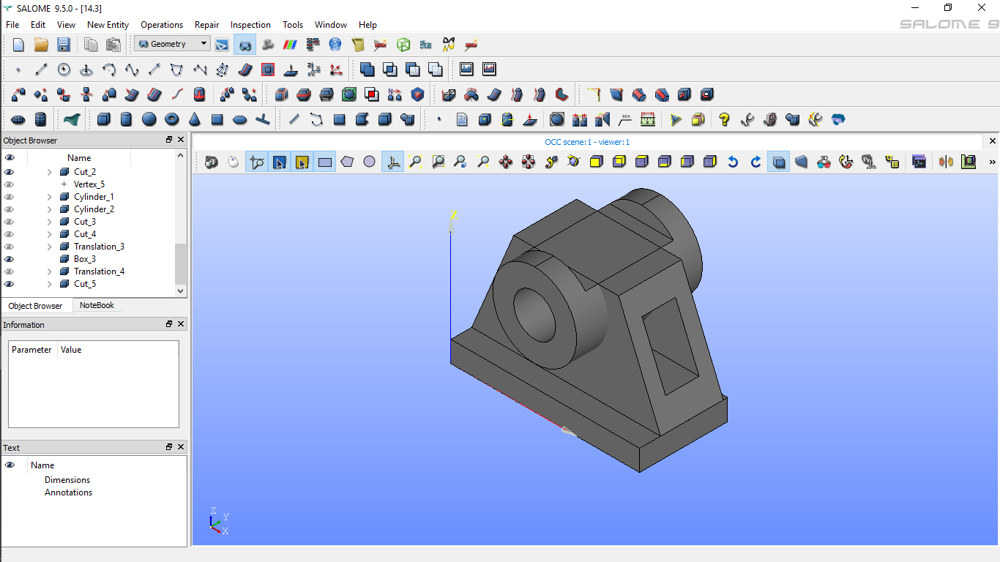 SALOME 9.5.0 - [14.3]
File Edit View New Entity Operations Repair Inspection Tools Window Help
SALOME 9
Geometry
Eficas
BOX
Object Browser
OCC scene:1 - viewer:1
Name
Cut_2
Vertex_5
Cylinder_1
Cylinder_2
Cut_3
Cut_4
Translation_3
Box_3
Translation_4
Cut_5
Object Browser NoteBook
Information
Parameter Value
Text
Name
Dimensions
Annotations
Z
Z
Y
X